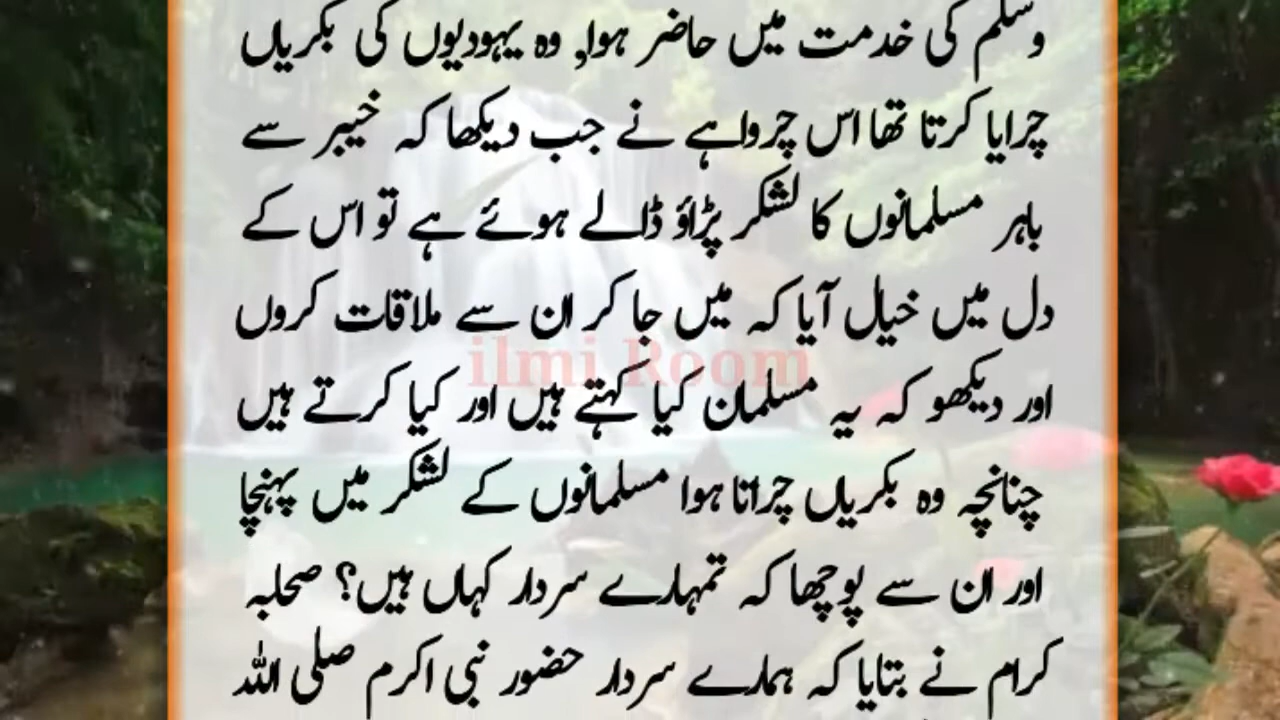 وسلم کی خدمت میں حاضر ہوا, وہ یہودیوں کی بکریاں
چرایا کرتا تھا اس چرواہے نے جب دیکھا کہ خیبر سے
باہر مسلمانوں کا لشکر پڑاؤ ڈالے ہوئے ہے تو اس کے
دل میں خیال آیا کہ میں جا کر ان سے ملاقات کروں
ilmi Room
اور دیکھو کہ یہ مسلمان کیا کہتے ہیں اور کیا کرتے ہیں
چنانچہ وہ بکریاں چراتا ہوا مسلمانوں کے لشکر میں پہنچا
اور ان سے پوچھا کہ تمہارے سردار کہاں ہیں؟ صحابہ
کرام نے بتایا کہ ہمارے سردار حضور نبی اکرم صلی اللہ